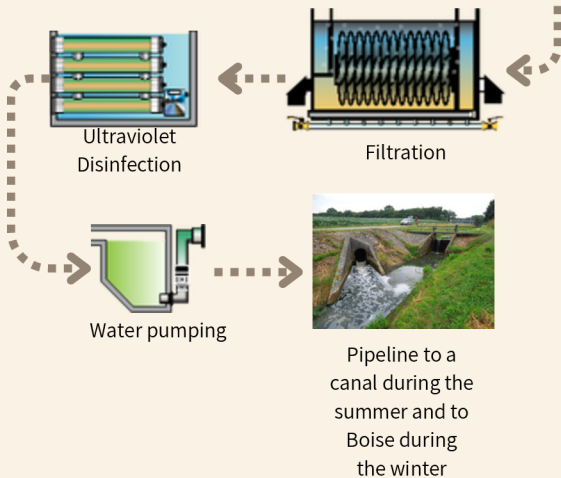 Ultraviolet
Disinfection
Filtration
Water pumping
Pipeline to a
canal during the
summer and to
Boise during
the winter